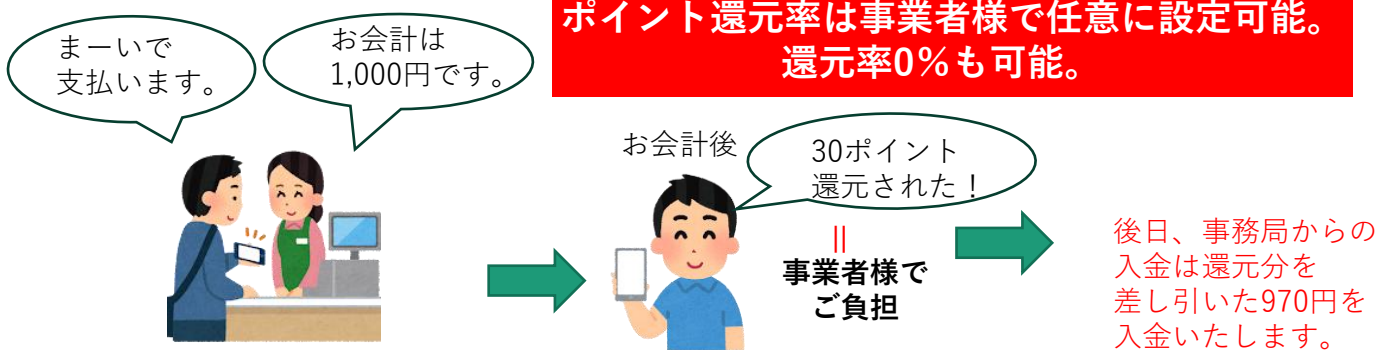 ポイント還元率は事業者様で任意に設定可能。
還元率0％も可能。
まーいで
支払います。
お会計は
1,000円です。
お会計後
30ポイント
還元された！
＝
事業者様で
ご負担
後日、事務局からの
入金は還元分を
差し引いた970円を
入金いたします。